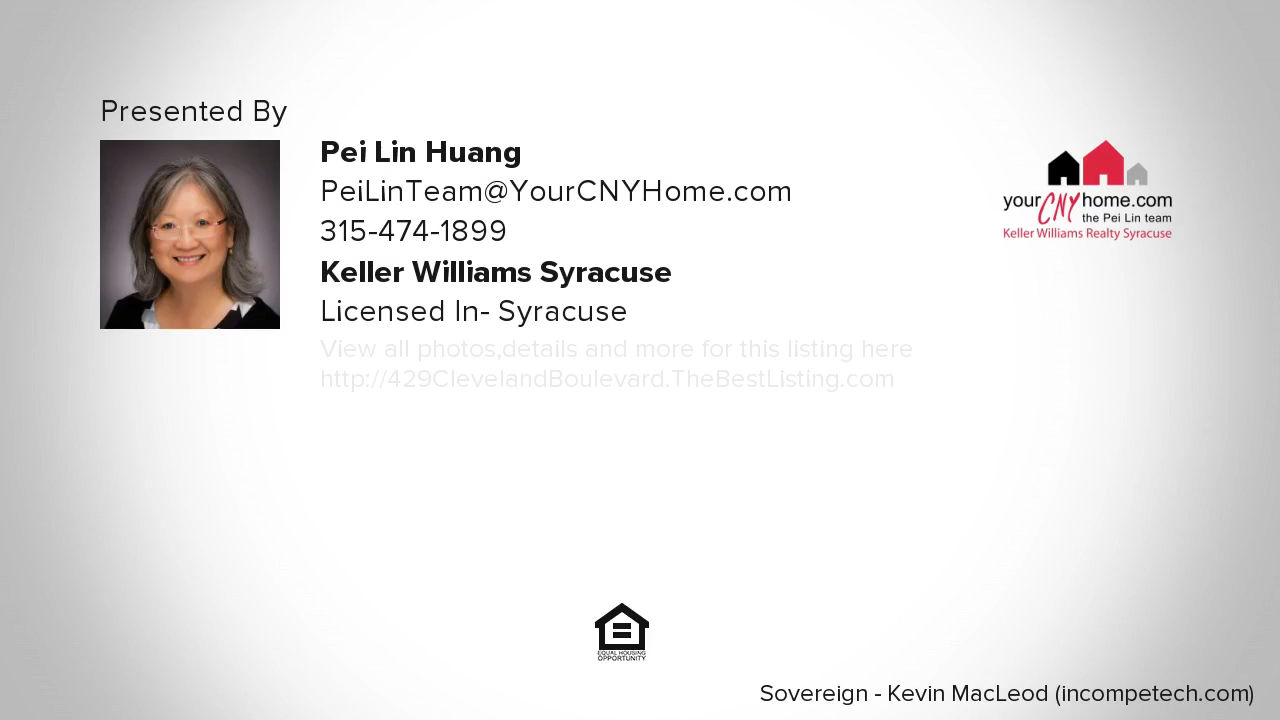 Presented By
Pei Lin Huang
PeiLinTeam@YourCNYHome.com
315-474-1899
Keller Williams Syracuse
Licensed In- Syracuse
View all photos,details and more for this listing here
http://429ClevelandBoulevard.TheBestListing.com
yourCNYhome.com
the Pei Lin team
Keller Williams Realty Syracuse
EQUAL HOUSING
OPPORTUNITY
Sovereign - Kevin MacLeod (incompetech.com)